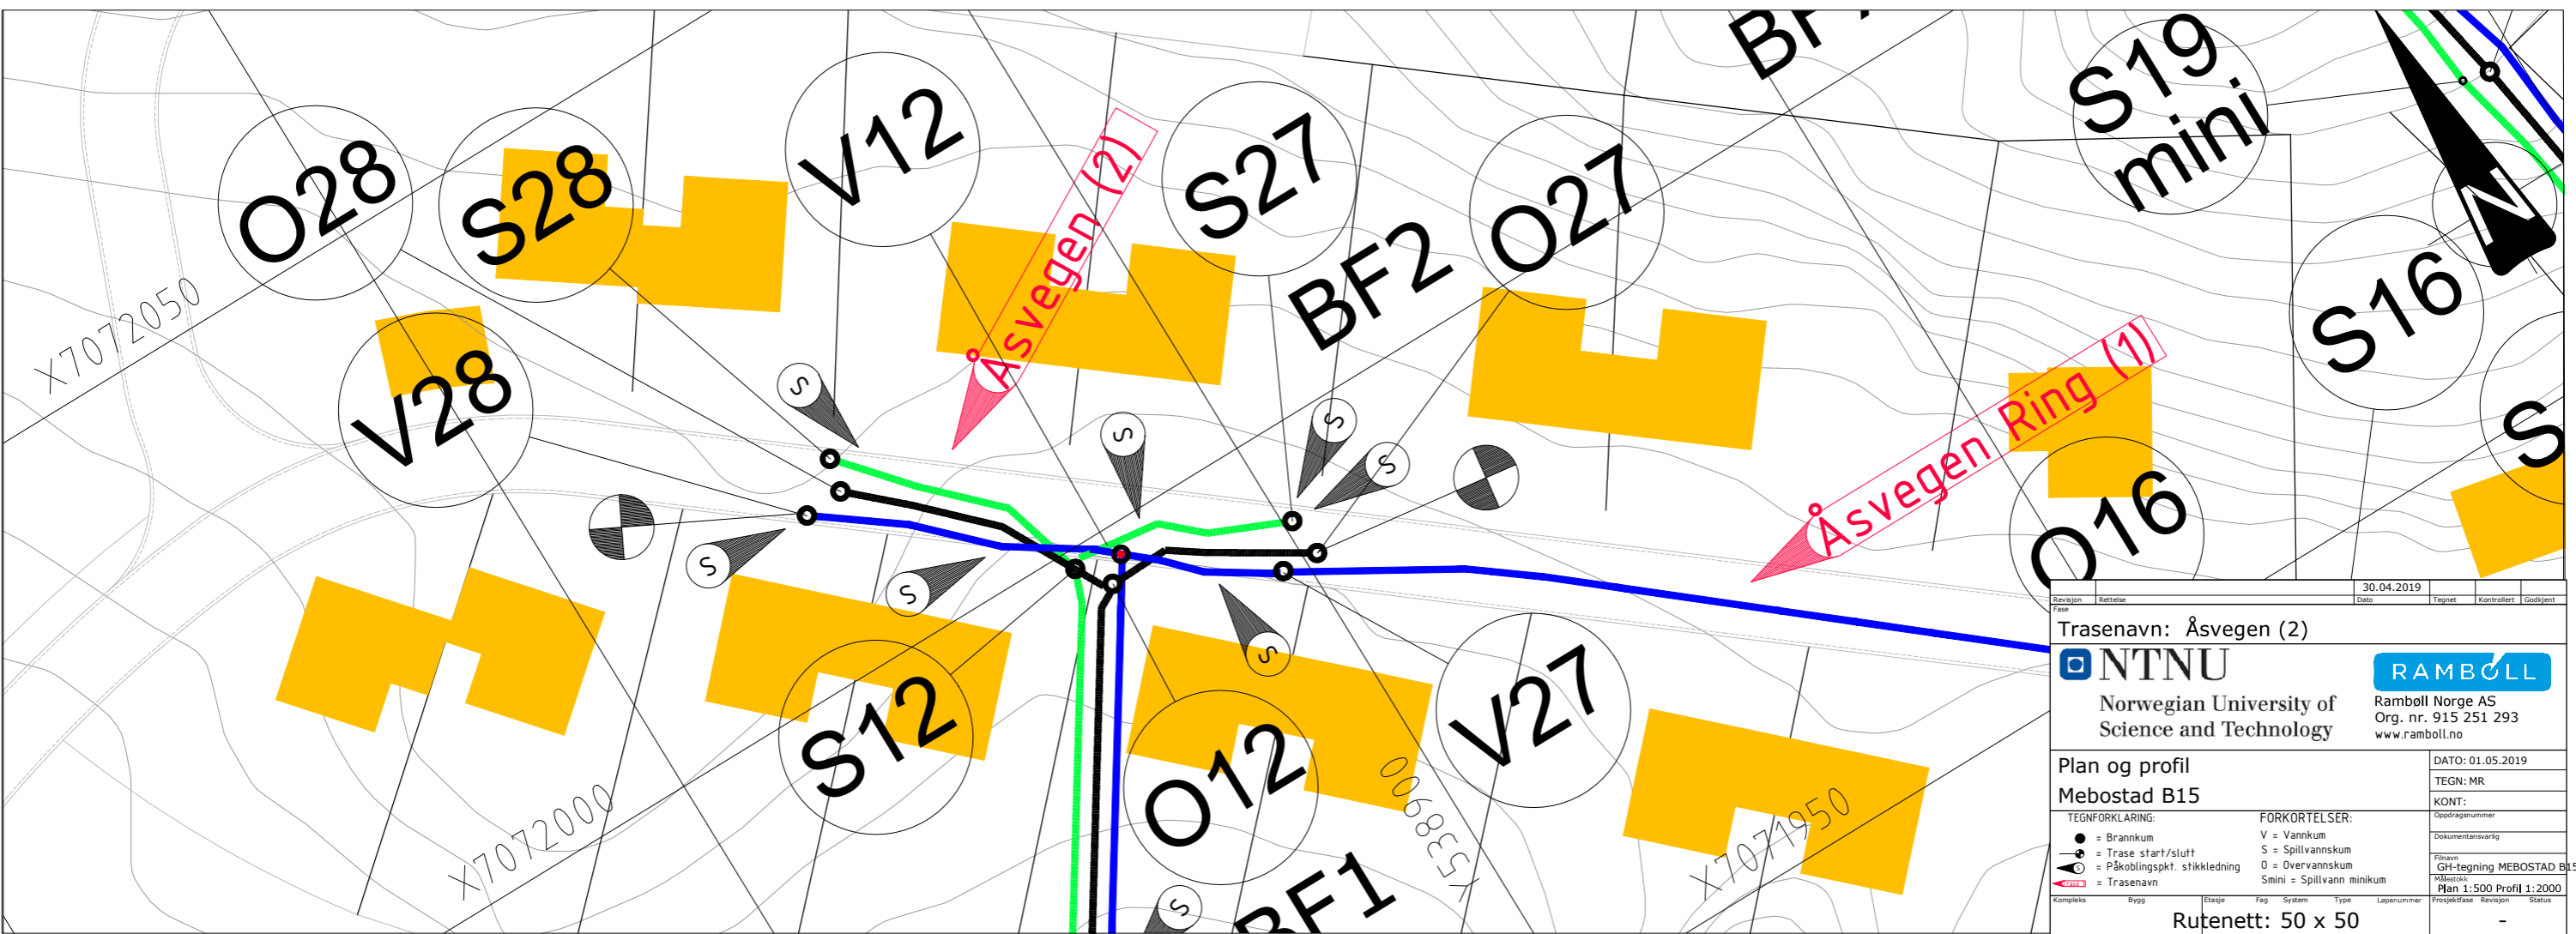 O28
S28
V12
S27
O27
BF2
S19
mini
S16
V28
S12
O12
V27
O16
BF1
Åsvegen (2)
Åsvegen Ring (1)
X7072050
X7072000
X7071950
Y538900
N
S
S
S
S
S
S
S
S
S
30.04.2019
Revisjon Rettelse Dato Tegnet Kontrollert Godkjent
Fase
Trasenavn: Åsvegen (2)
NTNU
Norwegian University of
Science and Technology
RAMBOLL
Rambøll Norge AS
Org. nr. 915 251 293
www.ramboll.no
Plan og profil
Mebostad B15
DATO: 01.05.2019
TEGN: MR
KONT:
Oppdragsnummer
Dokumentansvarlig
Filnavn
GH-tegning MEBOSTAD B15
Målestokk
Plan 1:500 Profil 1:2000
TEGNFORKLARING:
= Brannkum
= Trase start/slutt
= Påkoblingspkt. stikkledning
= Trasenavn
FORKORTELSER:
V = Vannkum
S = Spillvannskum
O = Overvannskum
Smini = Spillvann minikum
Kompleks Bygg Etasje Fag System Type Løpenummer Prosjektfase Revisjon Status
Rutenett: 50 x 50 -